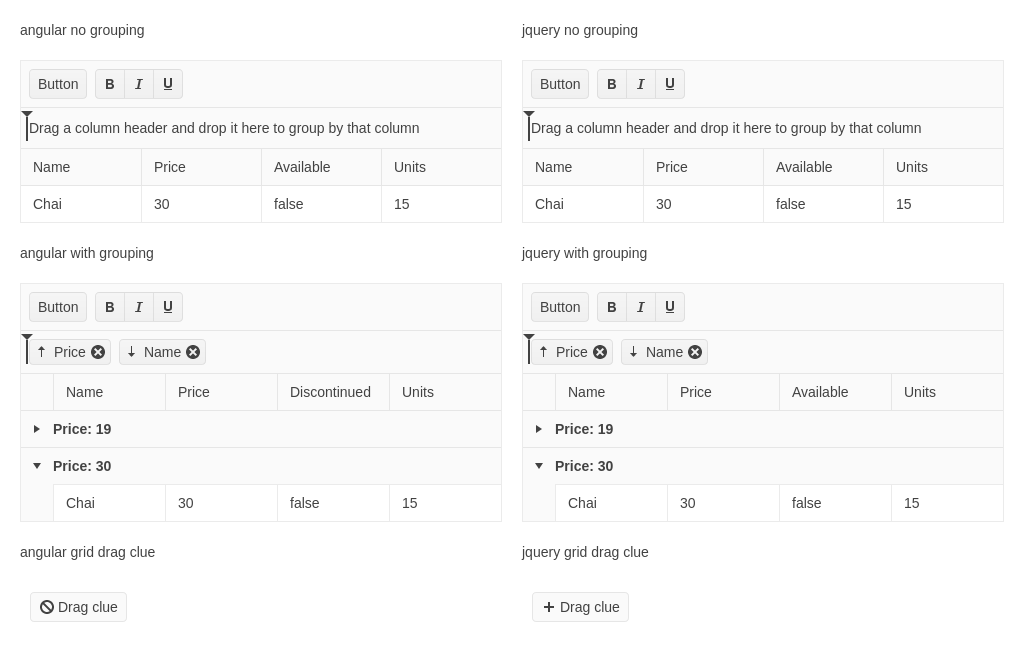 angular no grouping
Button B I U
Drag a column header and drop it here to group by that column
Name Price Available Units
Chai 30 false 15
angular with grouping
Button B I U
Price Name
Name Price Discontinued Units
Price: 19
Price: 30
Chai 30 false 15
angular grid drag clue
Drag clue
jquery no grouping
Button B I U
Drag a column header and drop it here to group by that column
Name Price Available Units
Chai 30 false 15
jquery with grouping
Button B I U
Price Name
Name Price Available Units
Price: 19
Price: 30
Chai 30 false 15
jquery grid drag clue
Drag clue